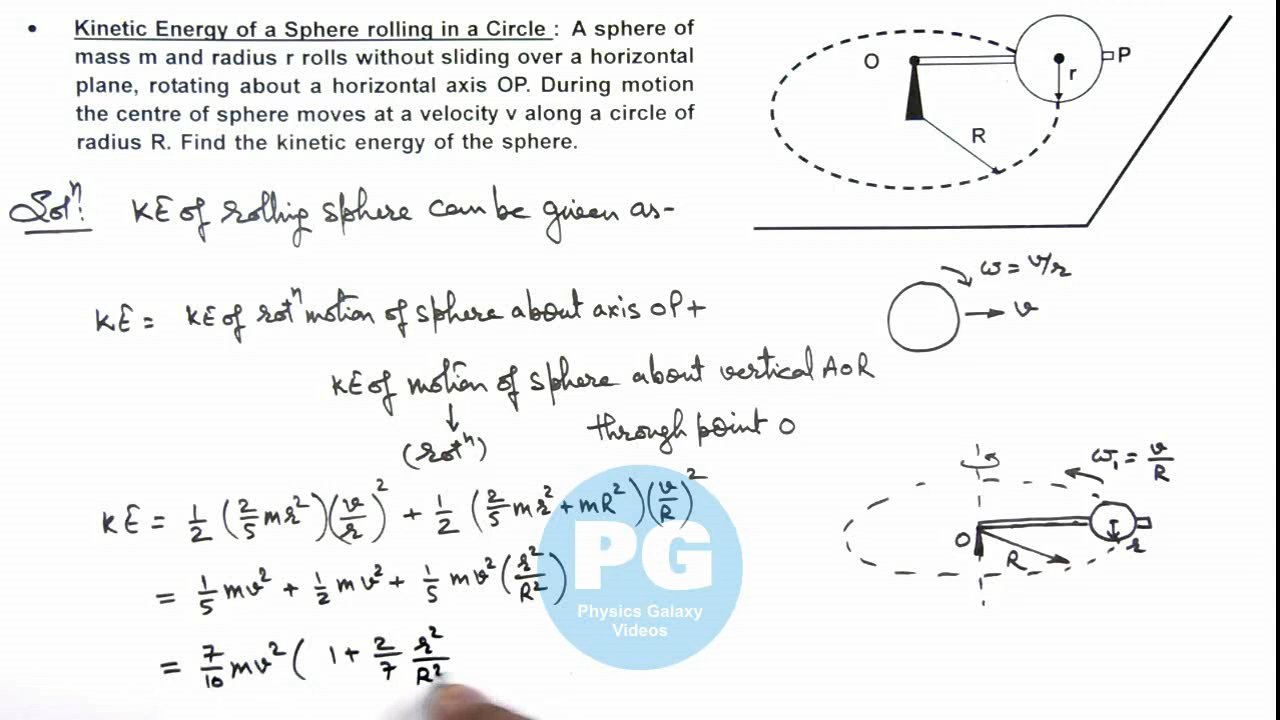 • Kinetic Energy of a Sphere rolling in a Circle : A sphere of
mass m and radius r rolls without sliding over a horizontal
plane, rotating about a horizontal axis OP. During motion
the centre of sphere moves at a velocity v along a circle of
radius R. Find the kinetic energy of the sphere.
O
r
P
R
Solⁿ: KE of rolling sphere can be given as-
ω = v/r
v
KE = KE of rotⁿ motion of sphere about axis OP +
KE of motion of sphere about vertical AOR
↓
(rotⁿ)
through point O
ω₁ = v/R
O
R
r
KE = 1/2 (2/5 mr²)(v/r)² + 1/2 (2/5 mr² + mR²)(v/R)²
= 1/5 mv² + 1/2 mv² + 1/5 mv² (r²/R²)
= 7/10 mv² ( 1 + 2/7 r²/R²
PG
Physics Galaxy
Videos